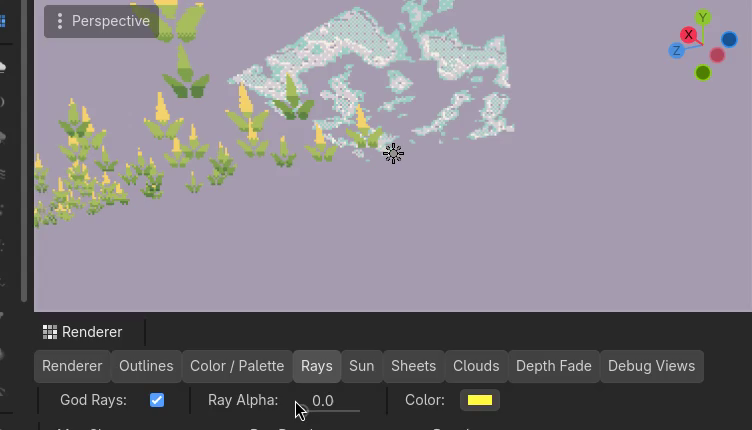 Perspective
Y
X
Z
Renderer
Renderer Outlines Color / Palette Rays Sun Sheets Clouds Depth Fade Debug Views
God Rays: Ray Alpha: 0.0 Color: